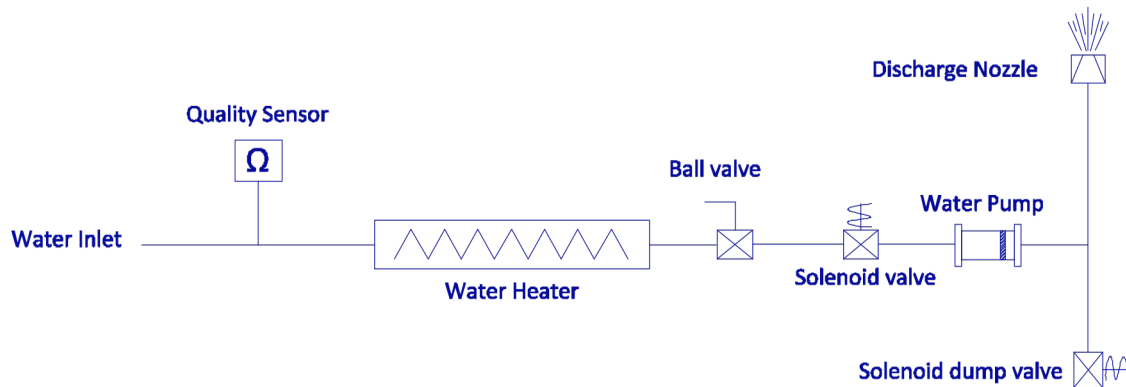 Discharge Nozzle
Quality Sensor
Ω
Ball valve
Water Pump
Water Inlet
Solenoid valve
Water Heater
Solenoid dump valve